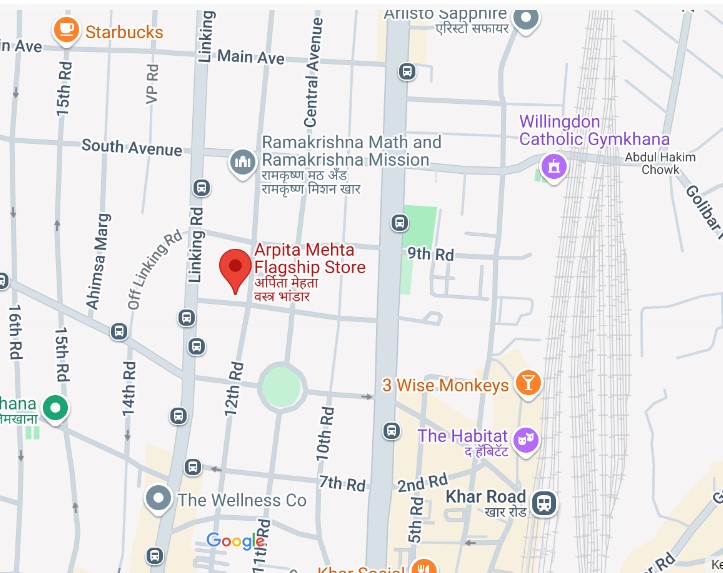 Arlisto Sapphire
एरिस्टो सफायर
Starbucks
in Ave
Main Ave
Linking
Central Avenue
15th Rd
VP Rd
South Avenue
Ramakrishna Math and
Ramakrishna Mission
रामकृष्ण मठ अँड
रामकृष्ण मिशन खार
Willingdon
Catholic Gymkhana
Abdul Hakim
Chowk
Golibar
Ahimsa Marg
Off Linking Rd
Linking Rd
Arpita Mehta
Flagship Store
अर्पिता मेहता
वस्त्र भांडार
9th Rd
16th Rd
15th Rd
14th Rd
12th Rd
10th Rd
3 Wise Monkeys
hana
The Habitat
द हॅबिटॅट
7th Rd
2nd Rd
The Wellness Co
Khar Road
खार रोड
5th Rd
Google
11th Rd
Khar Social
er Rd